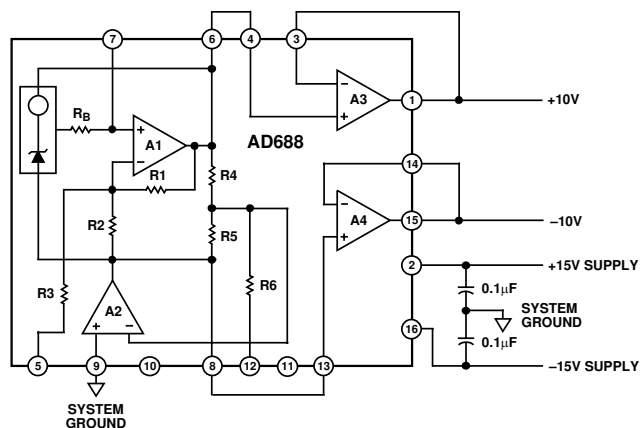 7
6
4
3
RB
+
−
A1
R1
AD688
−
+
A3
1
+10V
R4
14
R2
R5
−
+
A4
15
−10V
R3
A2
+
−
R6
2
+15V SUPPLY
0.1µF
SYSTEM
GROUND
0.1µF
16
−15V SUPPLY
5
9
10
8
12
11
13
SYSTEM
GROUND